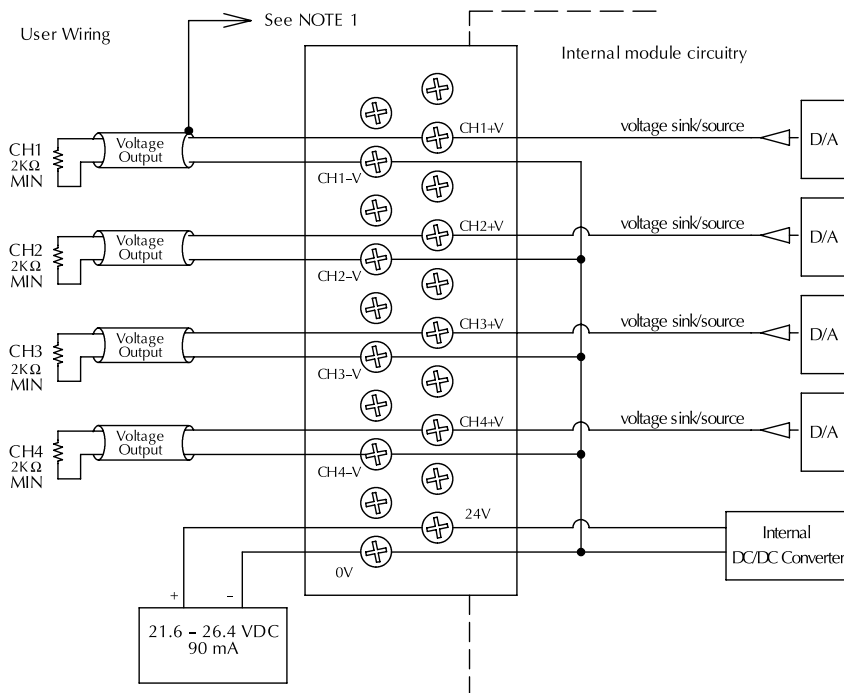 User Wiring
See NOTE 1
Internal module circuitry
CH1
2KΩ
MIN
Voltage
Output
CH1+V
CH1–V
voltage sink/source
D/A
CH2
2KΩ
MIN
Voltage
Output
CH2+V
CH2–V
voltage sink/source
D/A
CH3
2KΩ
MIN
Voltage
Output
CH3+V
CH3–V
voltage sink/source
D/A
CH4
2KΩ
MIN
Voltage
Output
CH4+V
CH4–V
voltage sink/source
D/A
24V
0V
Internal
DC/DC Converter
+ –
21.6 – 26.4 VDC
90 mA